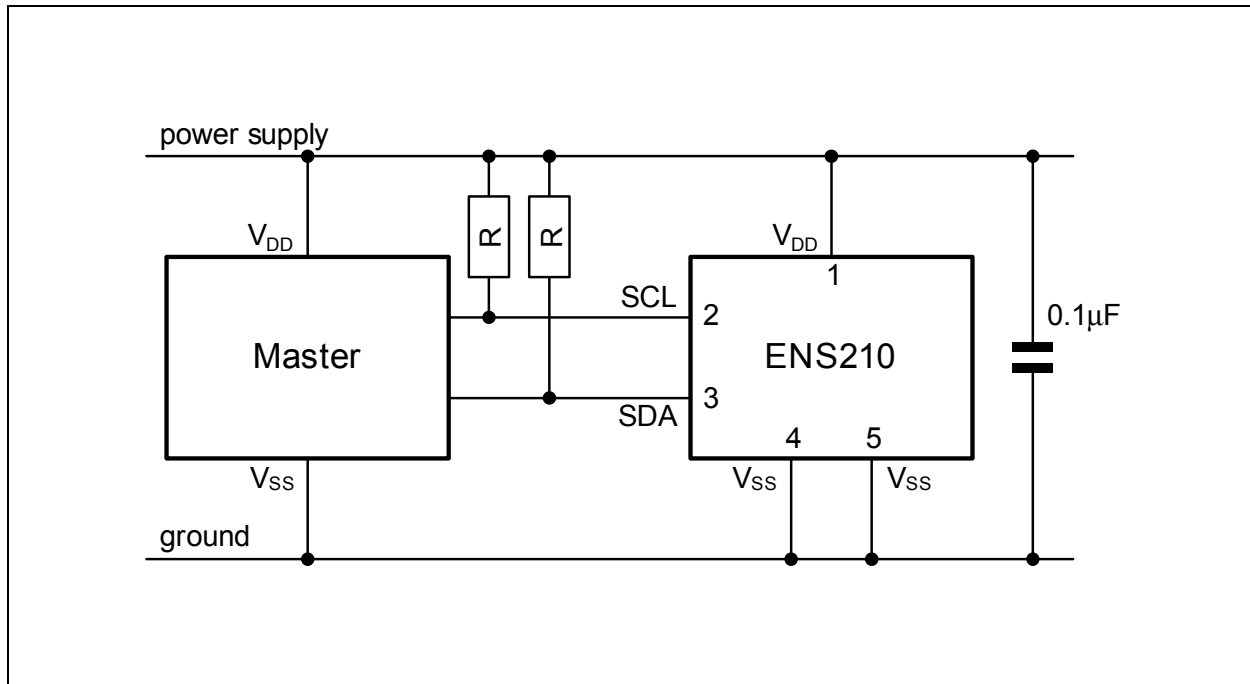 power supply
V_DD
R
R
V_DD
1
SCL
2
0.1μF
Master
ENS210
3
SDA
4
5
V_SS
V_SS
V_SS
ground